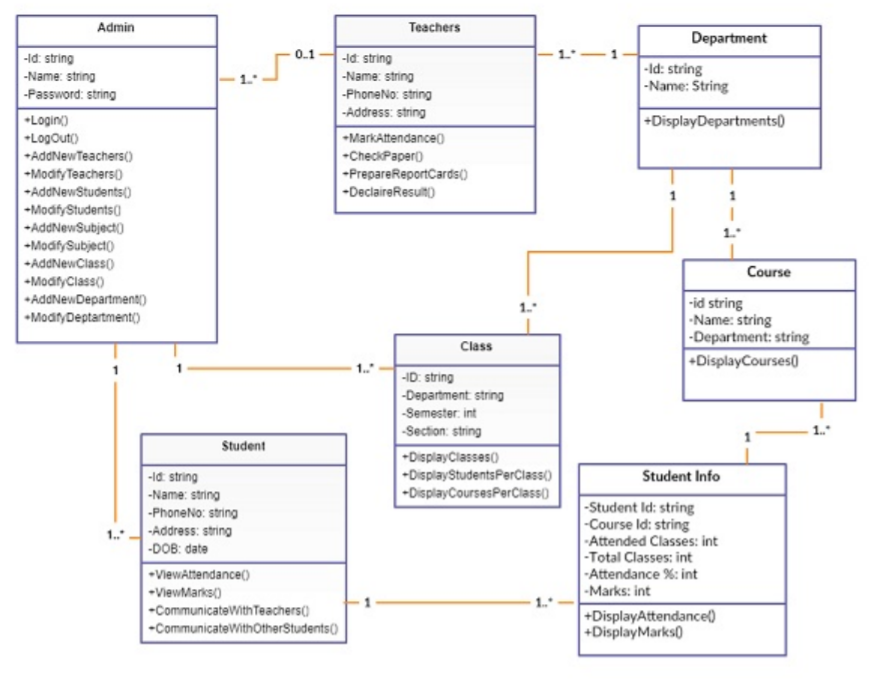 Admin
-Id: string
-Name: string
-Password: string
+Login()
+LogOut()
+AddNewTeachers()
+ModifyTeachers()
+AddNewStudents()
+ModifyStudents()
+AddNewSubject()
+ModifySubject()
+AddNewClass()
+ModifyClass()
+AddNewDepartment()
+ModifyDeptartment()
1..*
0..1
Teachers
-Id: string
-Name: string
-PhoneNo: string
-Address: string
+MarkAttendance()
+CheckPaper()
+PrepareReportCards()
+DeclaireResult()
1..*
1
Department
-Id: string
-Name: String
+DisplayDepartments()
1
1
1..*
1..*
Course
-id string
-Name: string
-Department: string
+DisplayCourses()
1
1
1..*
Class
-ID: string
-Department: string
-Semester: int
-Section: string
+DisplayClasses()
+DisplayStudentsPerClass()
+DisplayCoursesPerClass()
1..*
1
Student
-Id: string
-Name: string
-PhoneNo: string
-Address: string
-DOB: date
+ViewAttendance()
+ViewMarks()
+CommunicateWithTeachers()
+CommunicateWithOtherStudents()
1..*
1
1..*
Student Info
-Student Id: string
-Course Id: string
-Attended Classes: int
-Total Classes: int
-Attendance %: int
-Marks: int
+DisplayAttendance()
+DisplayMarks()